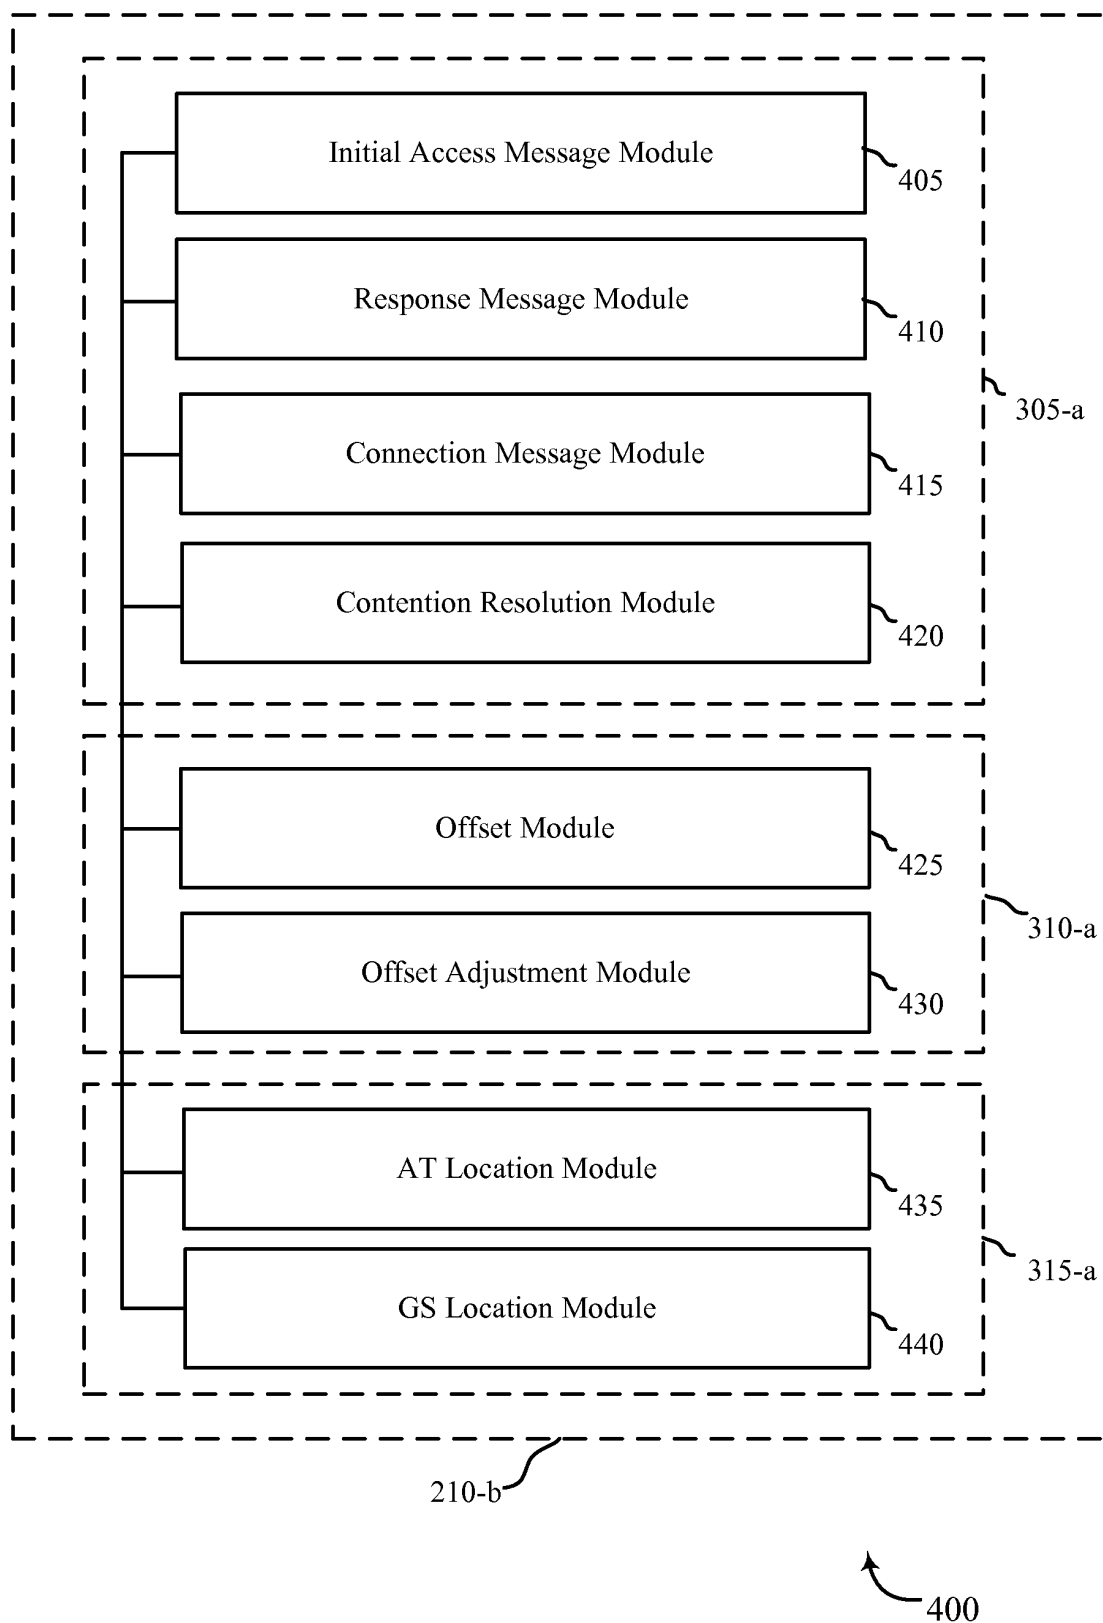 Initial Access Message Module
405
Response Message Module
410
305-a
Connection Message Module
415
Contention Resolution Module
420
Offset Module
425
310-a
Offset Adjustment Module
430
AT Location Module
435
315-a
GS Location Module
440
210-b
400